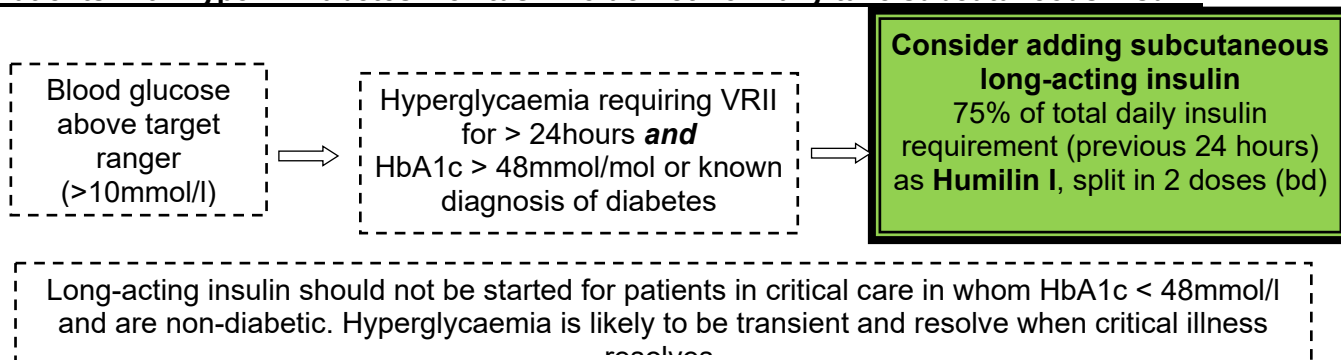 Blood glucose
above target
ranger
(>10mmol/l)
Hyperglycaemia requiring VRII
for > 24hours and
HbA1c > 48mmol/mol or known
diagnosis of diabetes
Consider adding subcutaneous
long-acting insulin
75% of total daily insulin
requirement (previous 24 hours)
as Humilin I, split in 2 doses (bd)
Long-acting insulin should not be started for patients in critical care in whom HbA1c < 48mmol/l
and are non-diabetic. Hyperglycaemia is likely to be transient and resolve when critical illness
resolves